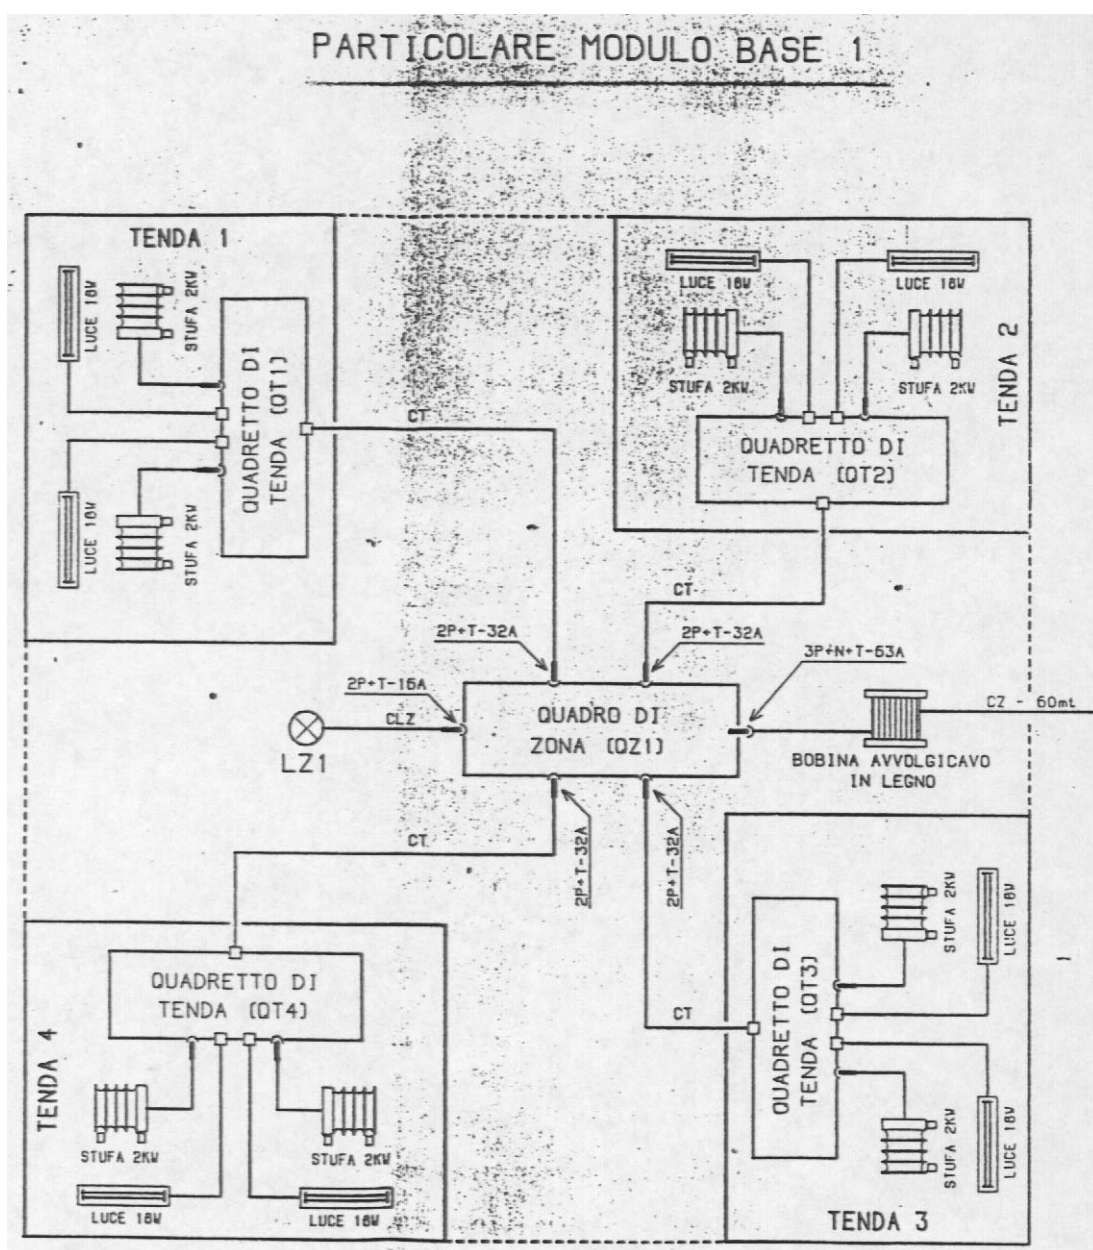 PARTICOLARE MODULO BASE 1
TENDA 1
LUCE 18W
STUFA 2KW
QUADRETTO DI
TENDA (QT1)
LUCE 18W
STUFA 2KW
CT
LUCE 18W
LUCE 18W
STUFA 2KW
STUFA 2KW
TENDA 2
QUADRETTO DI
TENDA (QT2)
CT
2P+T-32A
2P+T-32A
3P+N+T-63A
2P+T-16A
CLZ
LZ1
QUADRO DI
ZONA (QZ1)
CZ - 60mt
BOBINA AVVOLGICAVO
IN LEGNO
CT
2P+T-32A
2P+T-32A
QUADRETTO DI
TENDA (QT4)
TENDA 4
STUFA 2KW
STUFA 2KW
LUCE 18W
LUCE 18W
CT
QUADRETTO DI
TENDA (QT3)
STUFA 2KW
LUCE 18W
STUFA 2KW
LUCE 18W
TENDA 3
1